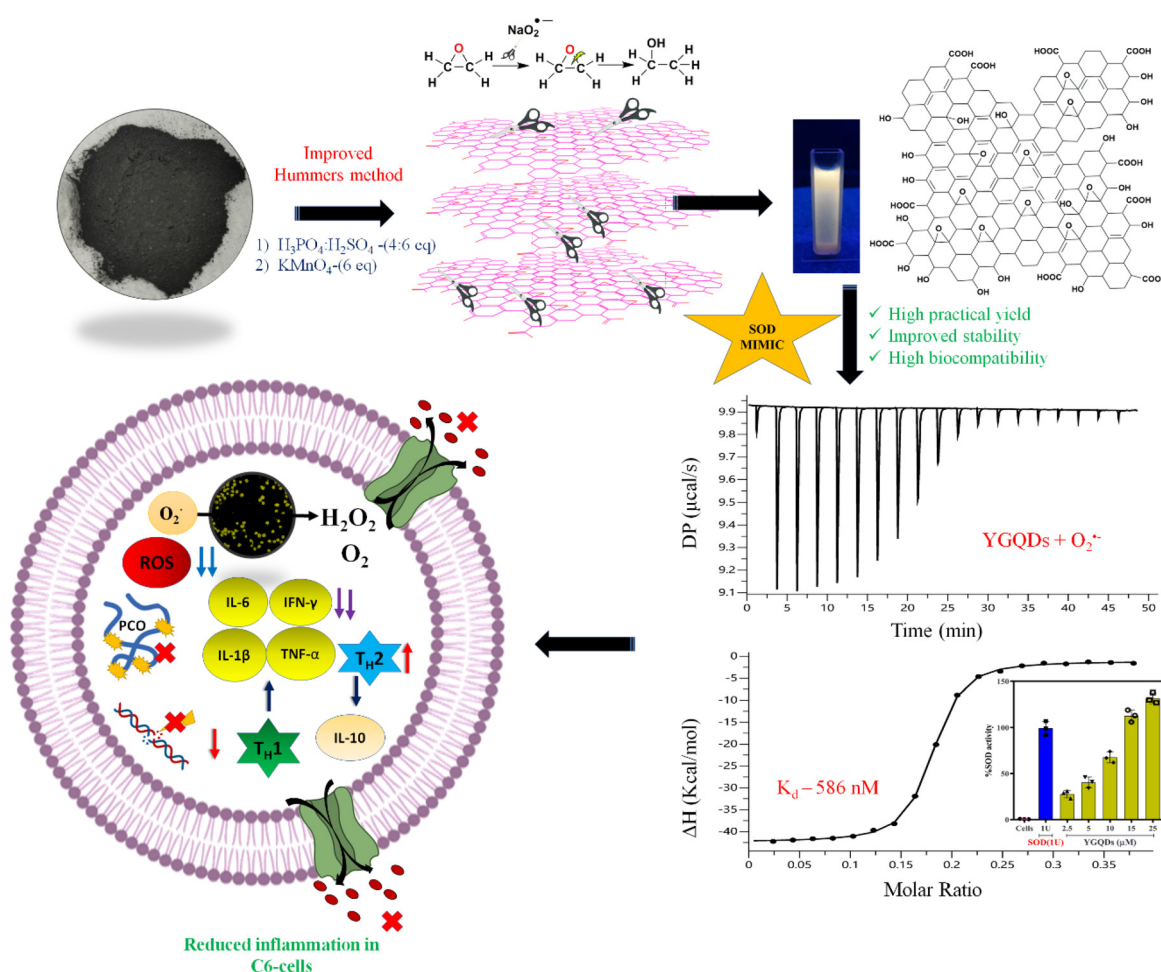 NaO₂•−
O
H
C
C
H
H
H
O
H
C
C
H
H
H
OH
H
C
C
H
H
H
H
Improved
Hummers method
1) H₃PO₄:H₂SO₄ -(4:6 eq)
2) KMnO₄-(6 eq)
COOH
COOH
HOOC
COOH
OH
OH
OH
OH
HO
HO
HO
HO
COOH
OH
COOH
HO
OH
COOH
HOOC
HO
OH
OH
HOOC
COOH
COOH
O
O
O
O
O
O
O
O
O
O
SOD
MIMIC
✓ High practical yield
✓ Improved stability
✓ High biocompatibility
9.9
9.8
9.7
9.6
9.5
9.4
9.3
9.2
9.1
DP (μcal/s)
YGQDs + O₂•-
0 5 10 15 20 25 30 35 40 45 50
Time (min)
O₂·-
H₂O₂
O₂
ROS
IL-6
IFN-γ
PCO
IL-1β
TNF-α
TH2
TH1
IL-10
Reduced inflammation in
C6-cells
0
-5
-10
-15
-20
-25
-30
-35
-40
ΔH (Kcal/mol)
Kd – 586 nM
0 0.05 0.10 0.15 0.2 0.25 0.3 0.35
Molar Ratio
150
100
50
0
%SOD activity
Cells 1U 2.5 5 10 15 25
SOD(1U) YGQDs (μM)